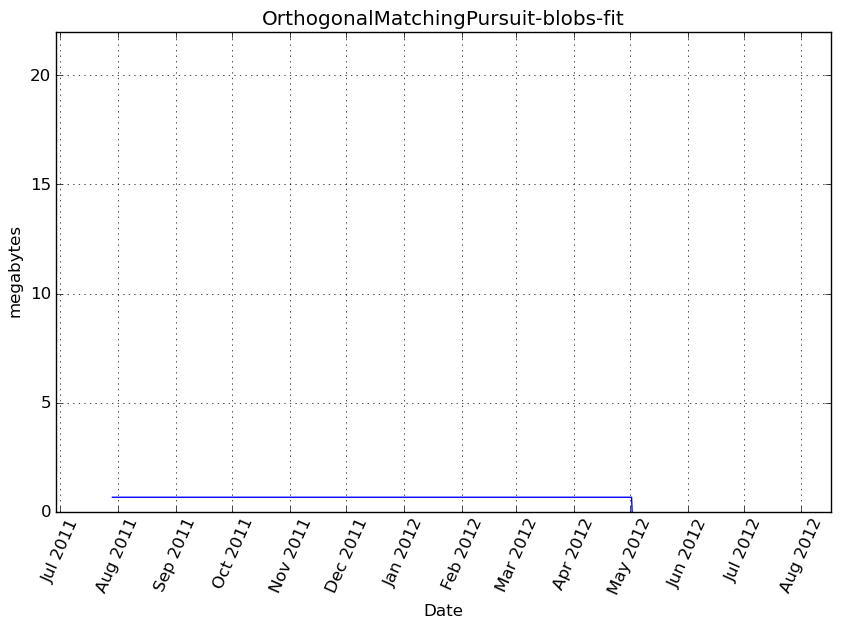 OrthogonalMatchingPursuit-blobs-fit
20
15
10
5
0
megabytes
Jul 2011
Aug 2011
Sep 2011
Oct 2011
Nov 2011
Dec 2011
Jan 2012
Feb 2012
Mar 2012
Apr 2012
May 2012
Jun 2012
Jul 2012
Aug 2012
Date